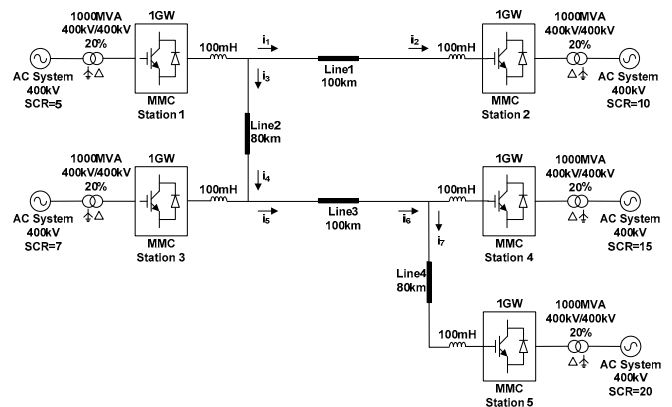 1000MVA
400kV/400kV
20%
1GW
100mH
i1
i2
100mH
1GW
1000MVA
400kV/400kV
20%
AC System
400kV
SCR=5
MMC
Station 1
i3
Line1
100km
MMC
Station 2
AC System
400kV
SCR=10
Line2
80km
1000MVA
400kV/400kV
20%
1GW
100mH
i4
100mH
1GW
1000MVA
400kV/400kV
20%
AC System
400kV
SCR=7
MMC
Station 3
i5
Line3
100km
i6
i7
MMC
Station 4
AC System
400kV
SCR=15
Line4
80km
100mH
1GW
1000MVA
400kV/400kV
20%
MMC
Station 5
AC System
400kV
SCR=20